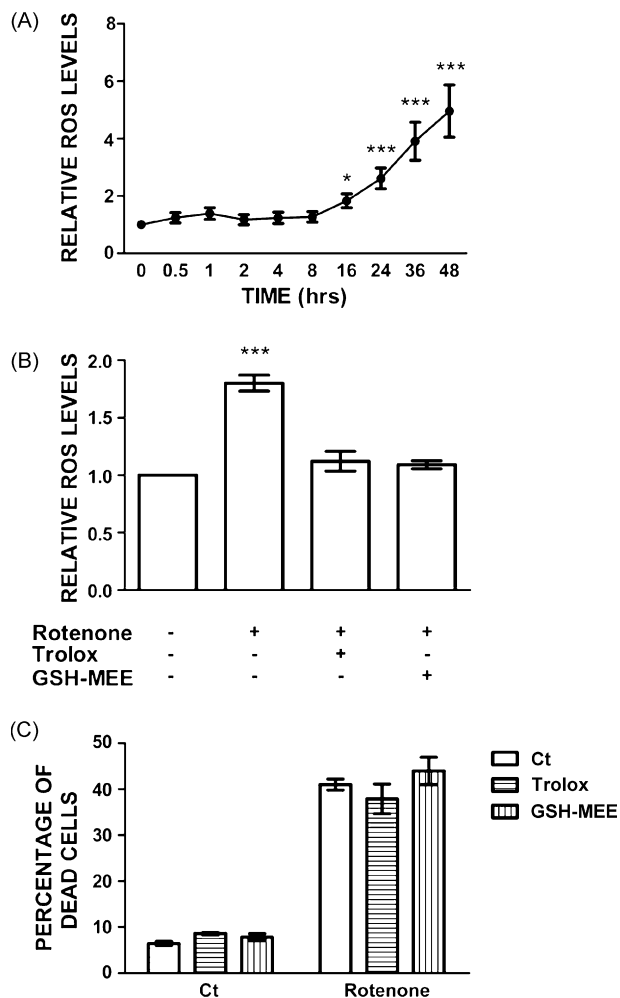 (A)
RELATIVE ROS LEVELS
8
6
4
2
0
*
***
***
***
0 0.5 1 2 4 8 16 24 36 48
TIME (hrs)
(B)
RELATIVE ROS LEVELS
2.0
1.5
1.0
0.5
0.0
***
Rotenone - + + +
Trolox - - + -
GSH-MEE - - - +
(C)
PERCENTAGE OF
DEAD CELLS
50
40
30
20
10
0
Ct
Trolox
GSH-MEE
Ct Rotenone